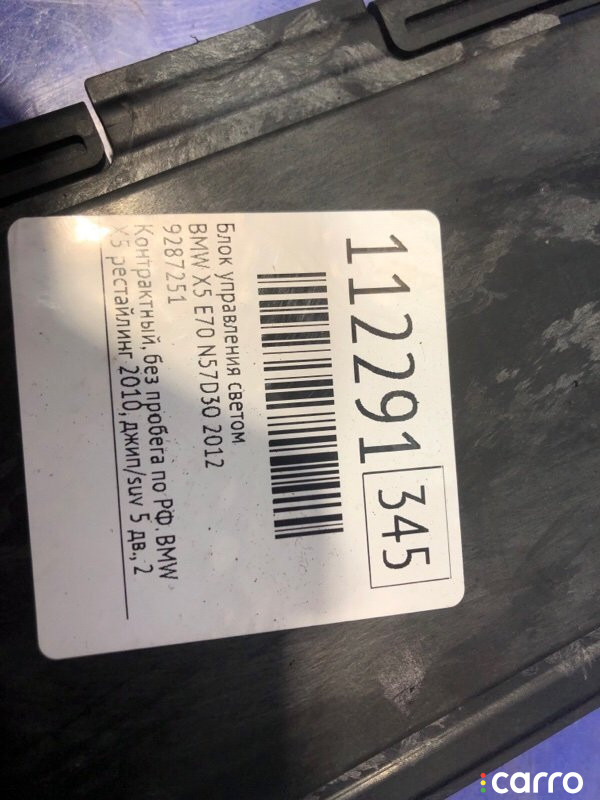 112291 345
Блок управления светом
BMW X5 E70 N57D30 2012
9287251
Контрактный, без пробега по РФ. BMW
X5 рестайлинг, 2010, джип/suv 5 дв., 2
carro